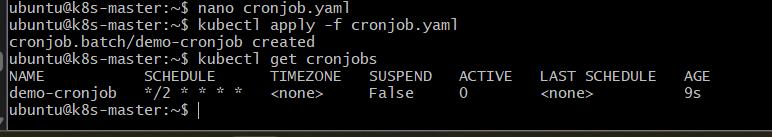 ubuntu@k8s-master:~$ nano cronjob.yaml
ubuntu@k8s-master:~$ kubectl apply -f cronjob.yaml
cronjob.batch/demo-cronjob created
ubuntu@k8s-master:~$ kubectl get cronjobs
NAME SCHEDULE TIMEZONE SUSPEND ACTIVE LAST SCHEDULE AGE
demo-cronjob */2 * * * * <none> False 0 <none> 9s
ubuntu@k8s-master:~$